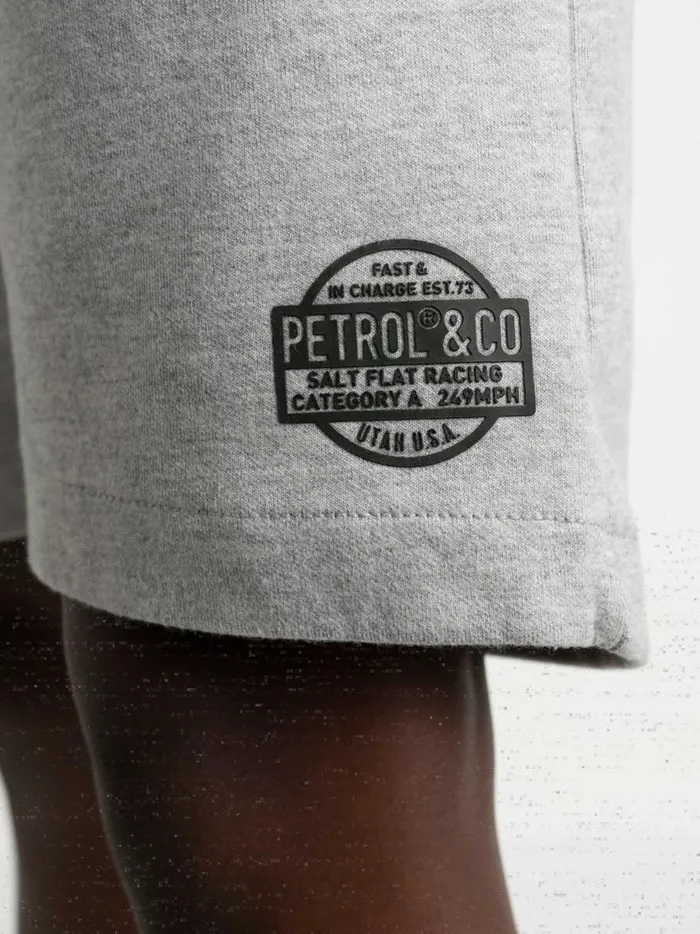 FAST &
IN CHARGE EST.73
PETROL® & CO
SALT FLAT RACING
CATEGORY A 249MPH
UTAH U.S.A.